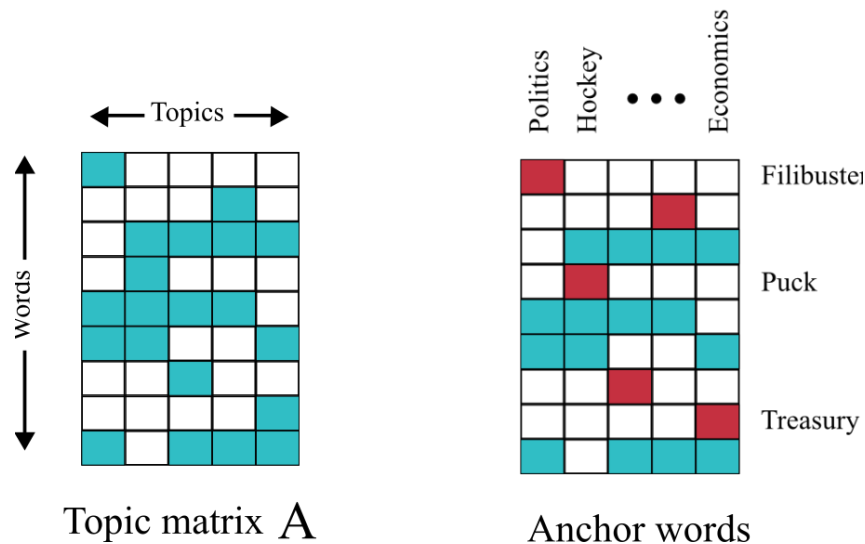 Topics
words
Topic matrix A
Politics
Hockey
• • •
Economics
Filibuster
Puck
Treasury
Anchor words